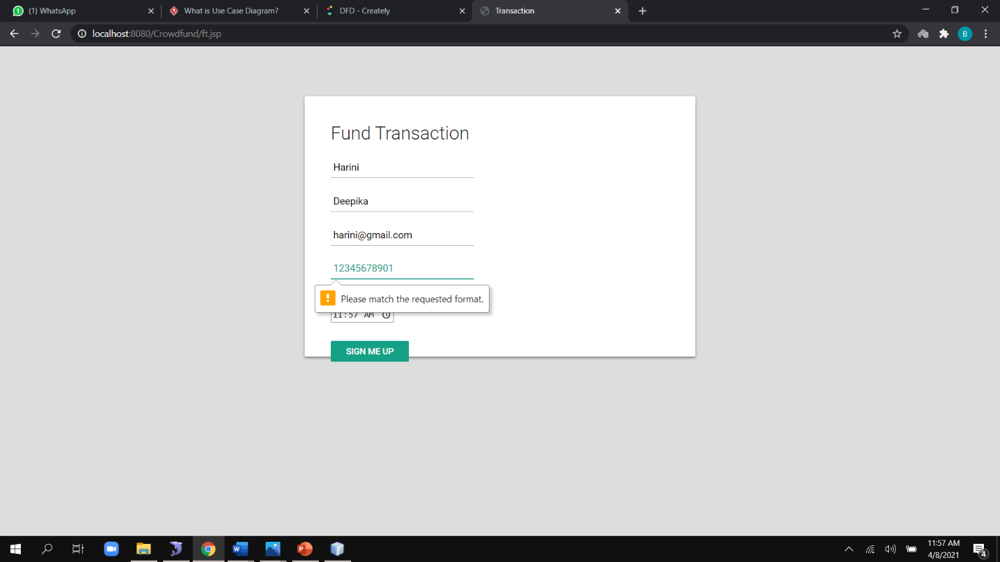 1 (1) WhatsApp
What is Use Case Diagram?
DFD - Creately
Transaction
localhost:8080/Crowdfund/ft.jsp
B
Fund Transaction
Harini
Deepika
harini@gmail.com
12345678901
! Please match the requested format.
11:57 AM
SIGN ME UP
W
P
11:57 AM
4/8/2021
4